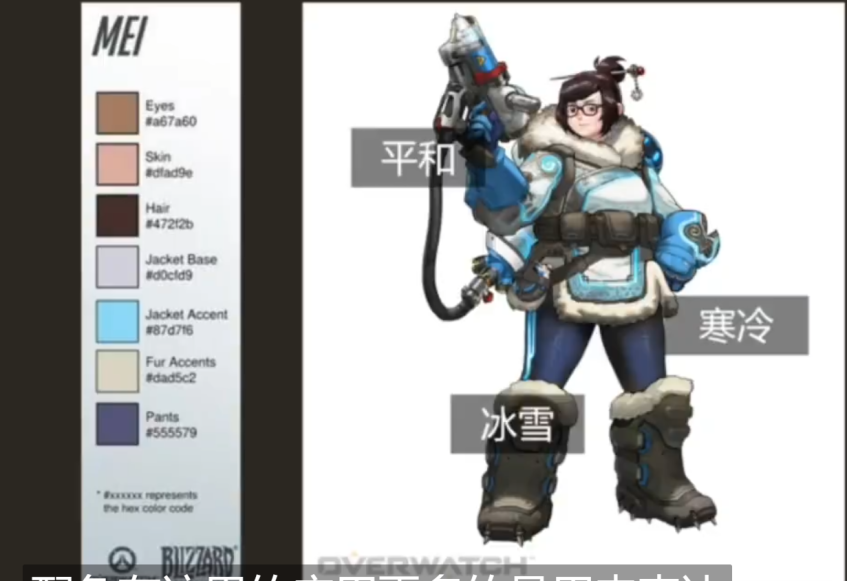 MEI
Eyes
#a67a60
Skin
#dfad9e
Hair
#472f2b
Jacket Base
#d0cfd9
Jacket Accent
#87d7f6
Fur Accents
#dad5c2
Pants
#555579
* #xxxxxx represents
the hex color code
BLIZZARD
平和
寒冷
冰雪
OVERWATCH